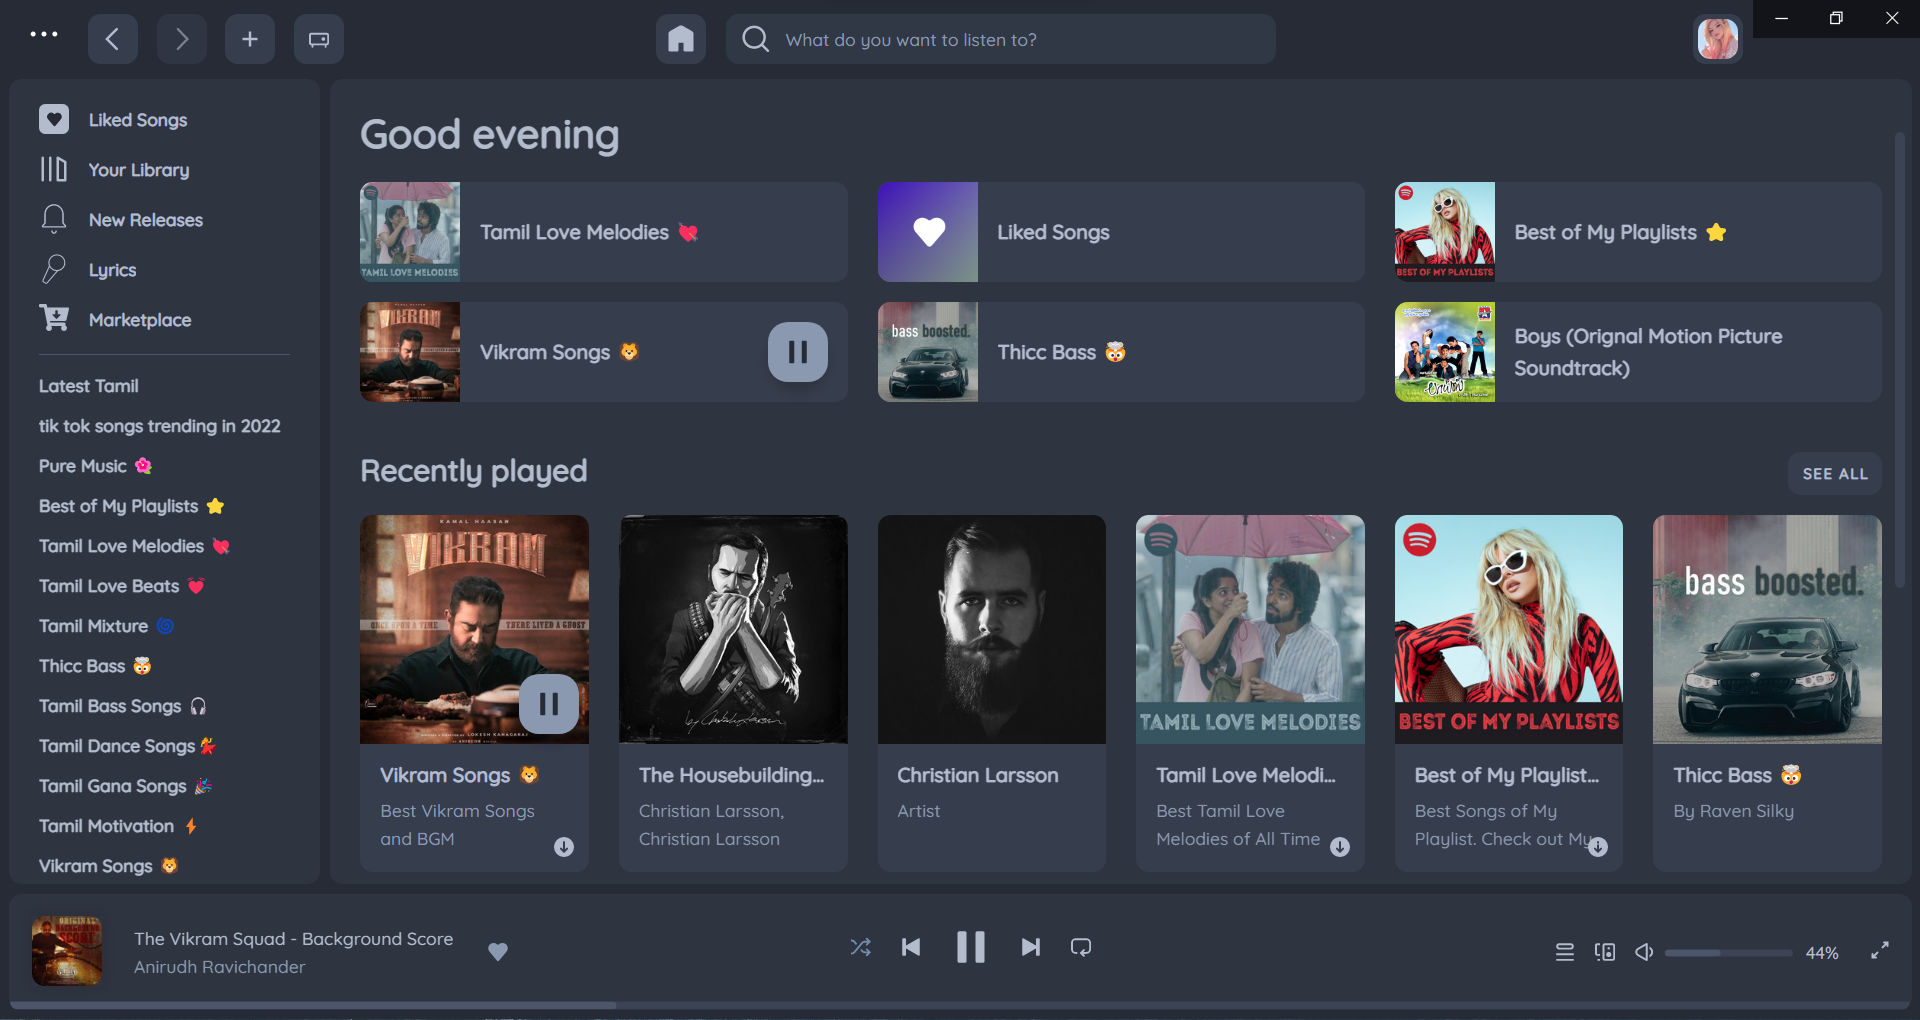 What do you want to listen to?
Liked Songs
Your Library
New Releases
Lyrics
Marketplace
Latest Tamil
tik tok songs trending in 2022
Pure Music 🌺
Best of My Playlists ⭐
Tamil Love Melodies 💘
Tamil Love Beats 💓
Tamil Mixture 🌀
Thicc Bass 🤯
Tamil Bass Songs 🎧
Tamil Dance Songs💃
Tamil Gana Songs 🎉
Tamil Motivation ⚡
Vikram Songs 🦁
Good evening
TAMIL LOVE MELODIES
Tamil Love Melodies 💘
Liked Songs
BEST OF MY PLAYLISTS
Best of My Playlists ⭐
VIKRAM
Vikram Songs 🦁
bass boosted.
Thicc Bass 🤯
Boys (Orignal Motion Picture
Soundtrack)
Recently played
SEE ALL
KAMAL HAASAN
VIKRAM
ONCE UPON A TIME THERE LIVED A GHOST
LOKESH KANAGARAJ
Vikram Songs 🦁
Best Vikram Songs
and BGM
The Housebuilding...
Christian Larsson,
Christian Larsson
Christian Larsson
Artist
TAMIL LOVE MELODIES
Tamil Love Melodi...
Best Tamil Love
Melodies of All Time
BEST OF MY PLAYLISTS
Best of My Playlist...
Best Songs of My
Playlist. Check out My
bass boosted.
Thicc Bass 🤯
By Raven Silky
ORIGINAL
BACKGROUND
SCORE
The Vikram Squad - Background Score
Anirudh Ravichander
44%